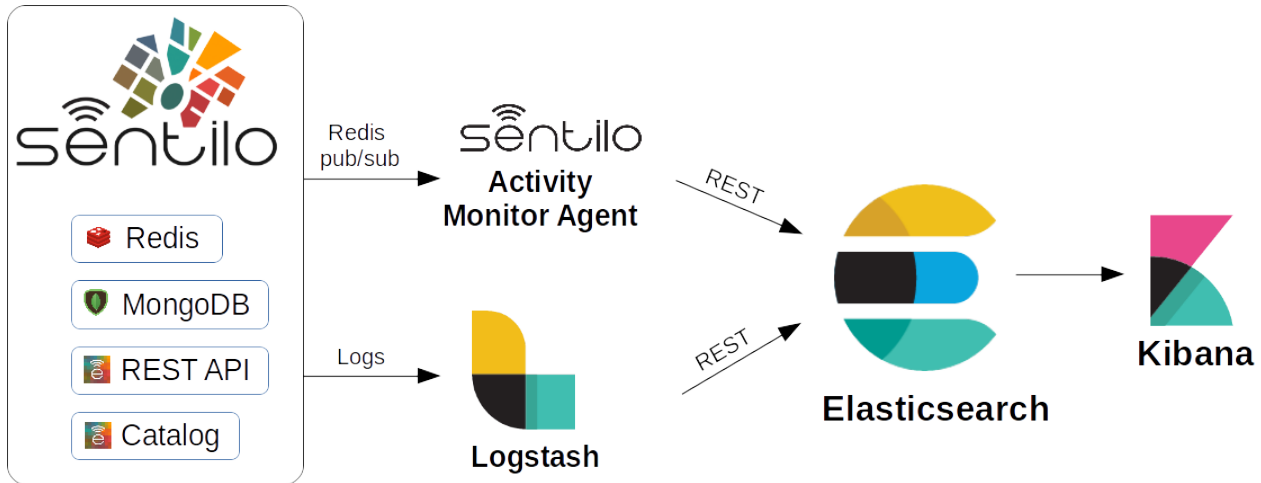 sentilo
Redis
MongoDB
REST API
Catalog
Redis
pub/sub
Logs
sentilo
Activity
Monitor Agent
Logstash
REST
REST
Elasticsearch
Kibana